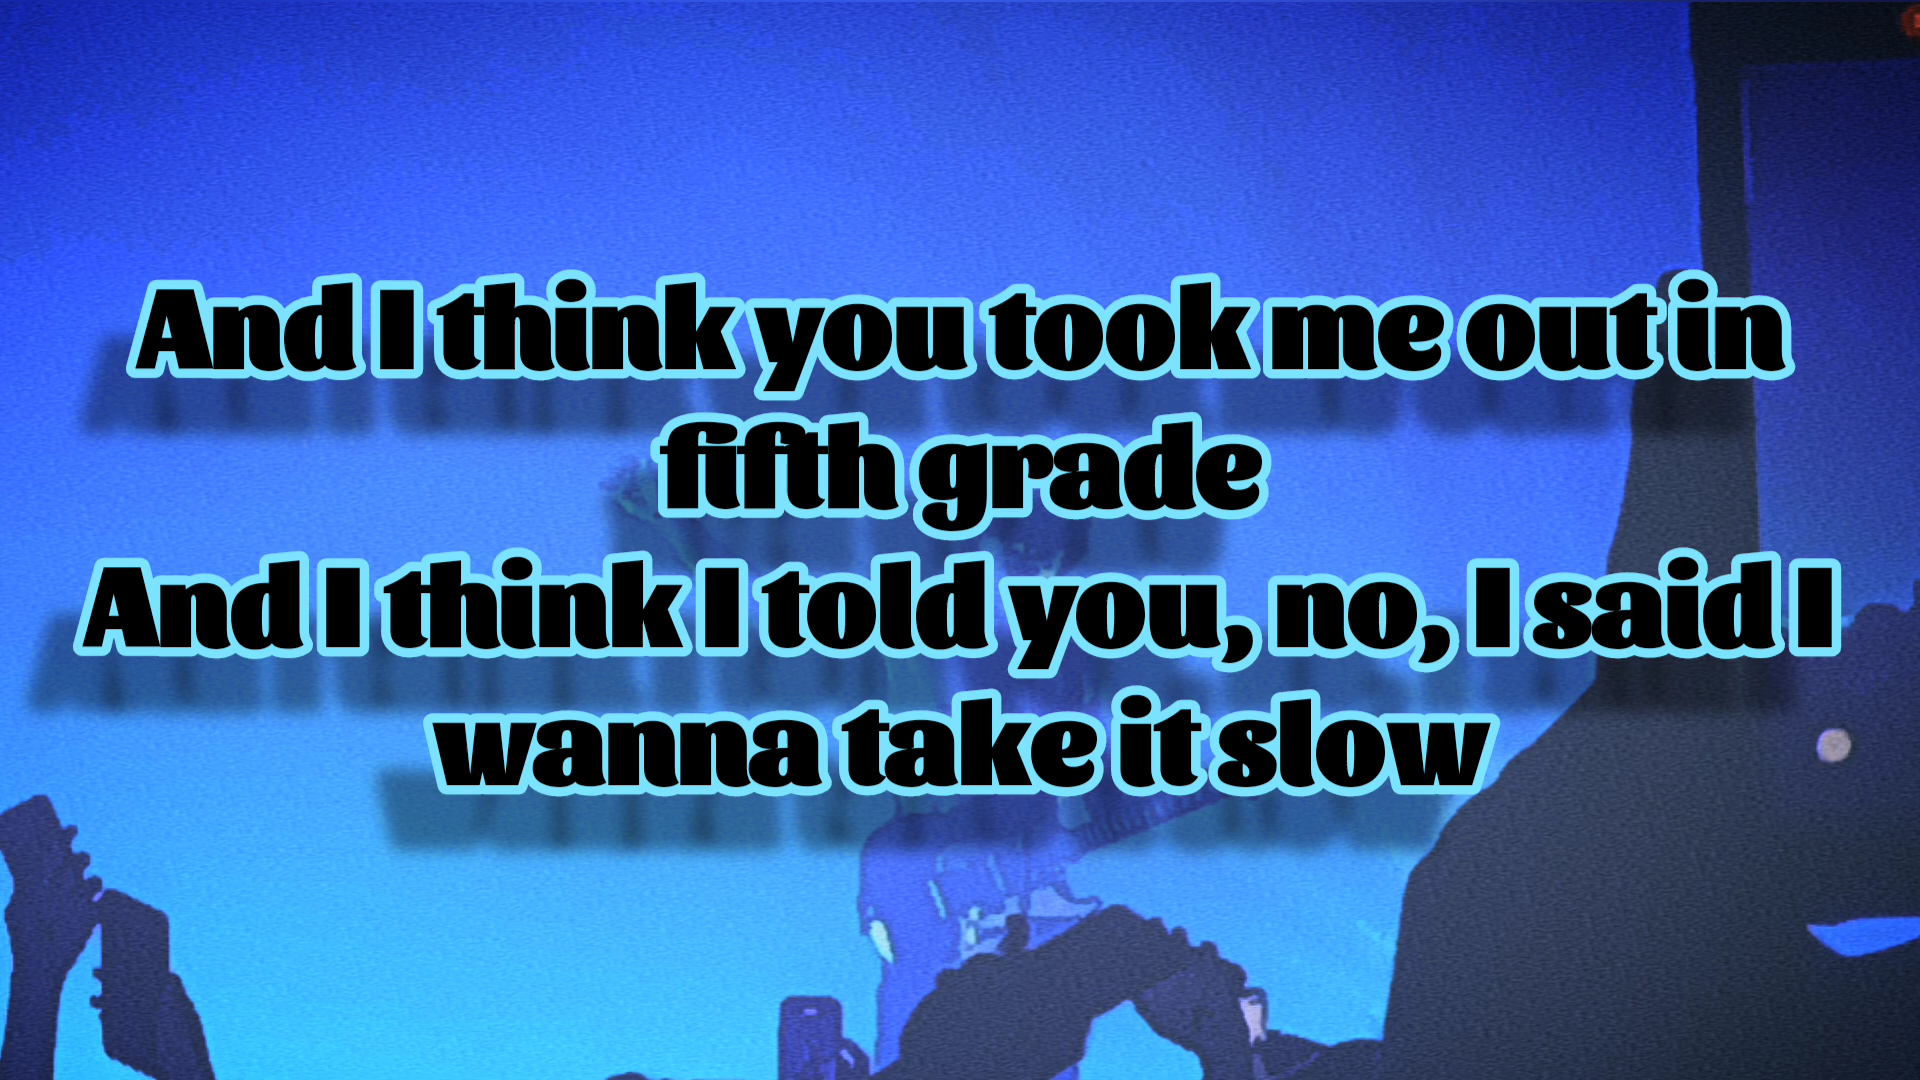 And I think you took me out in
fifth grade
And I think I told you, no, I said I
wanna take it slow